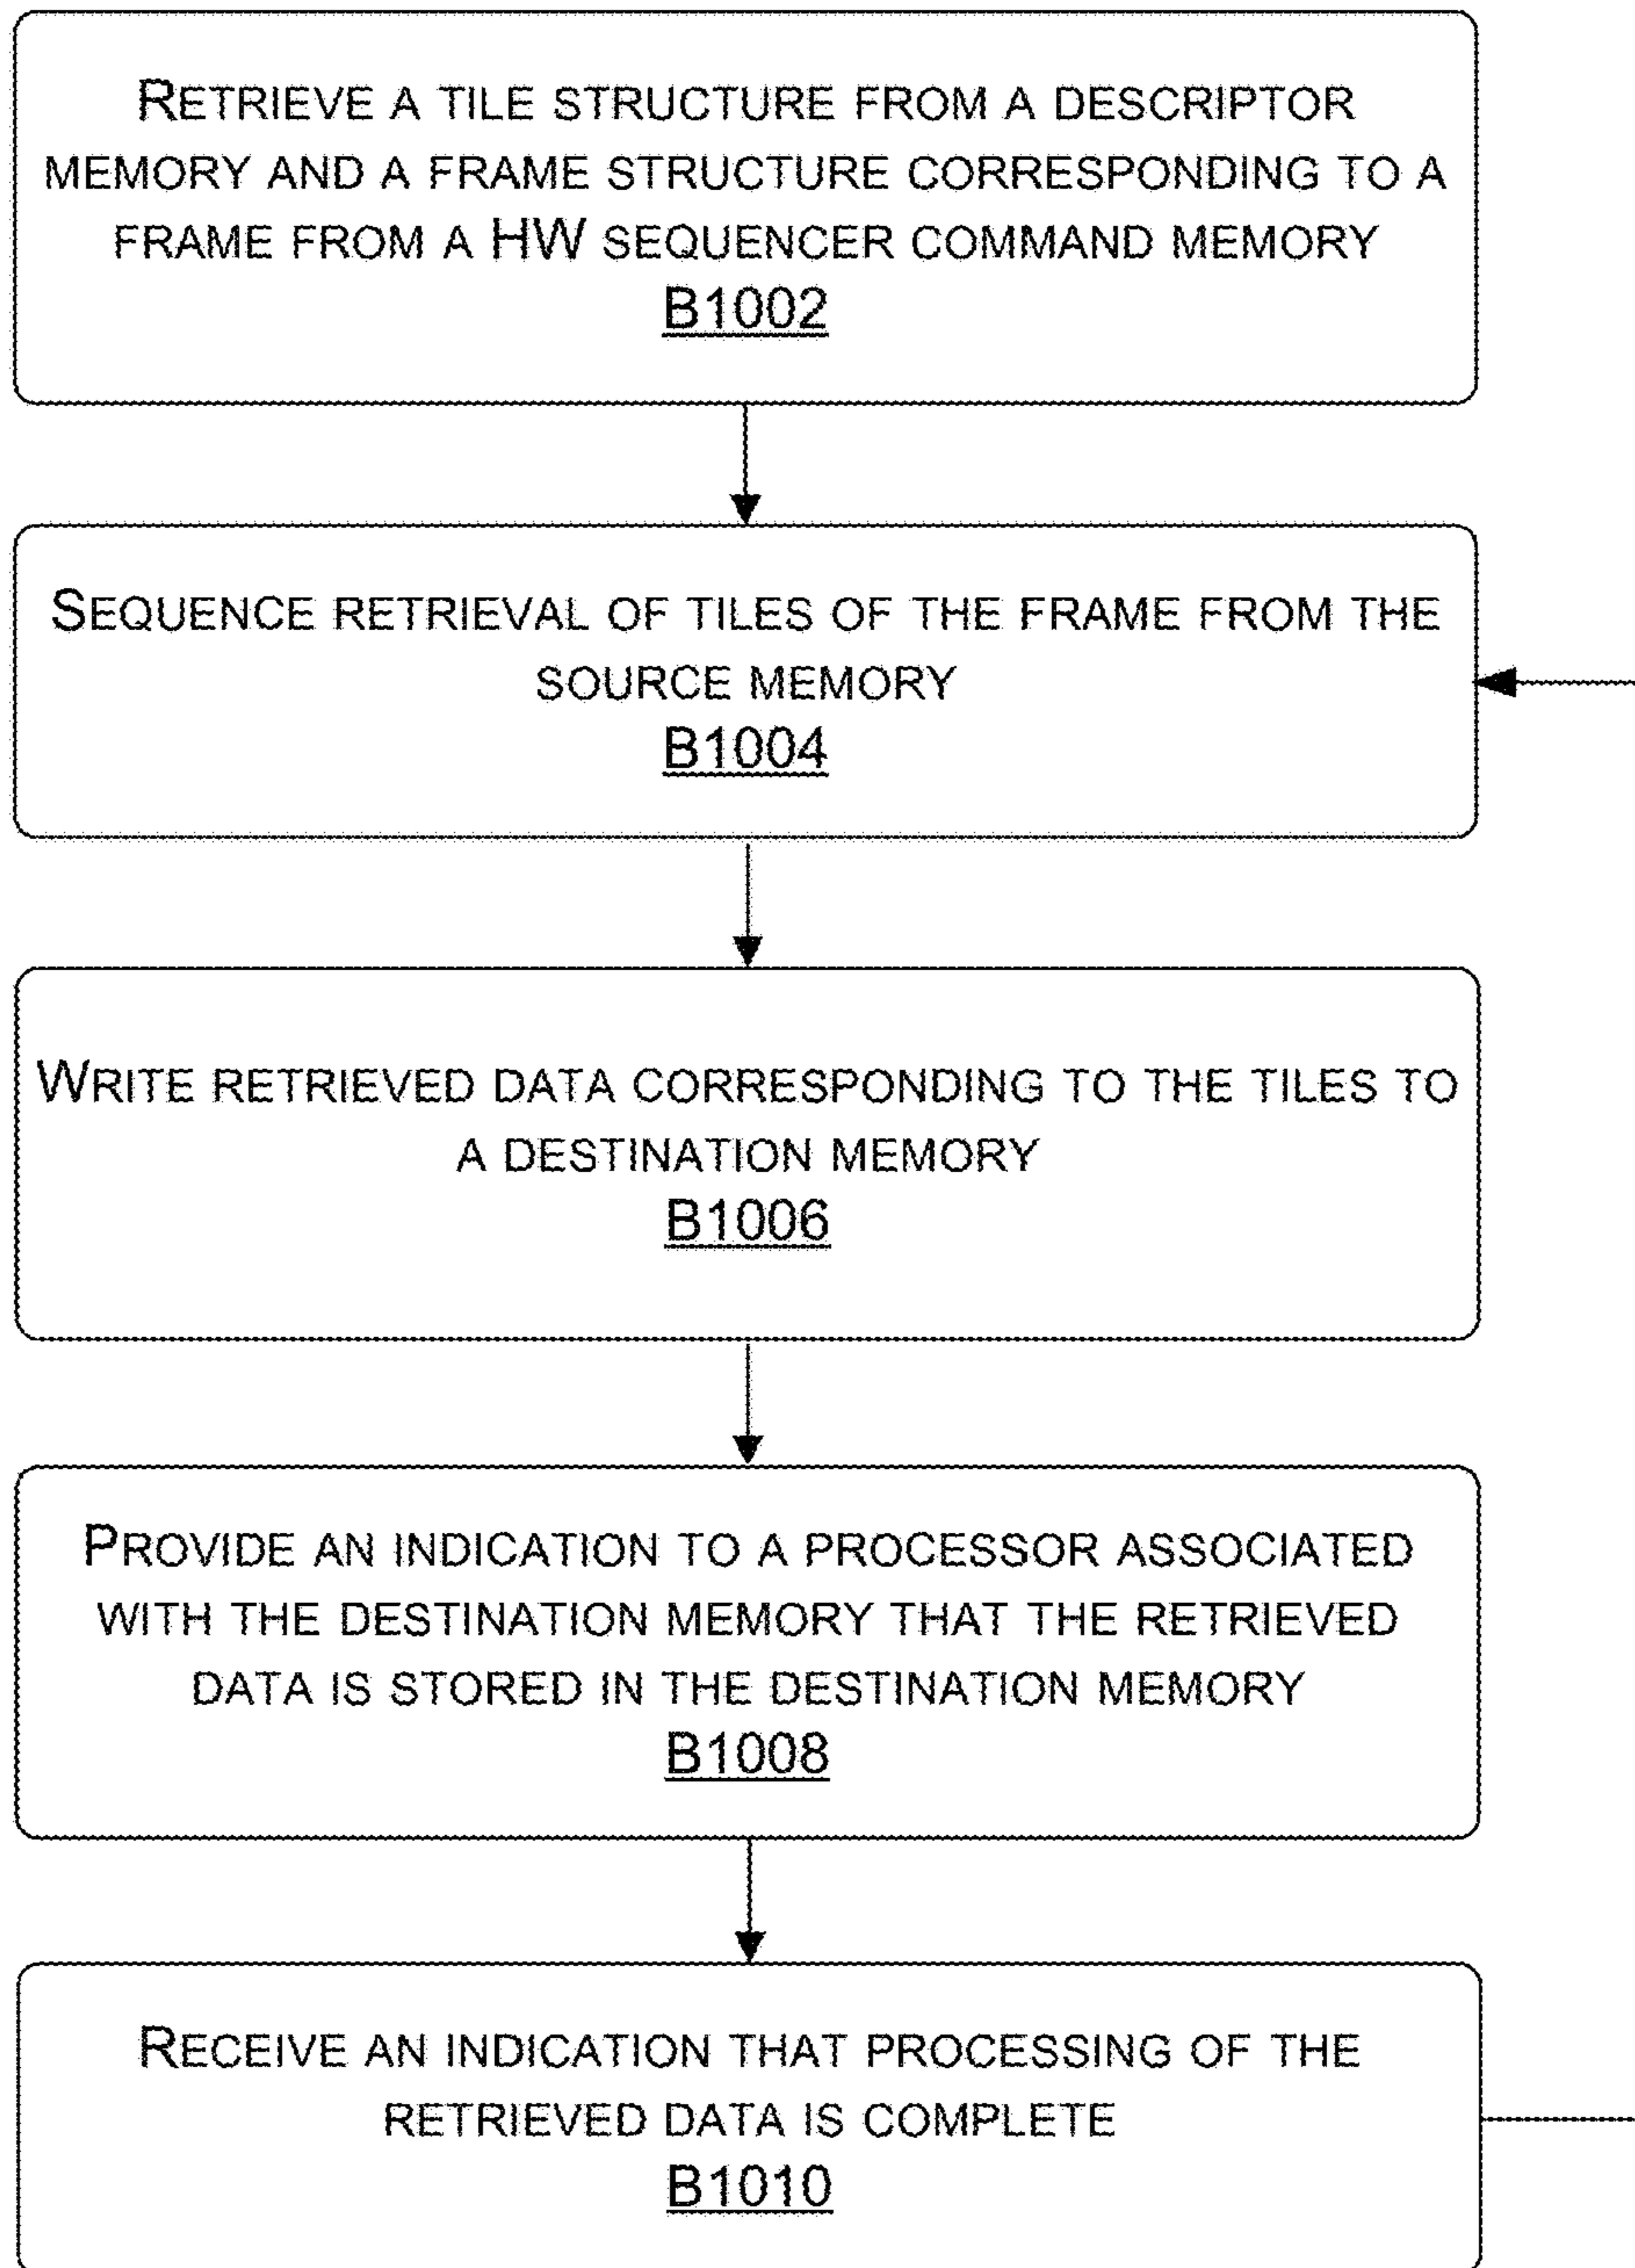 RETRIEVE A TILE STRUCTURE FROM A DESCRIPTOR
MEMORY AND A FRAME STRUCTURE CORRESPONDING TO A
FRAME FROM A HW SEQUENCER COMMAND MEMORY
B1002
SEQUENCE RETRIEVAL OF TILES OF THE FRAME FROM THE
SOURCE MEMORY
B1004
WRITE RETRIEVED DATA CORRESPONDING TO THE TILES TO
A DESTINATION MEMORY
B1006
PROVIDE AN INDICATION TO A PROCESSOR ASSOCIATED
WITH THE DESTINATION MEMORY THAT THE RETRIEVED
DATA IS STORED IN THE DESTINATION MEMORY
B1008
RECEIVE AN INDICATION THAT PROCESSING OF THE
RETRIEVED DATA IS COMPLETE
B1010